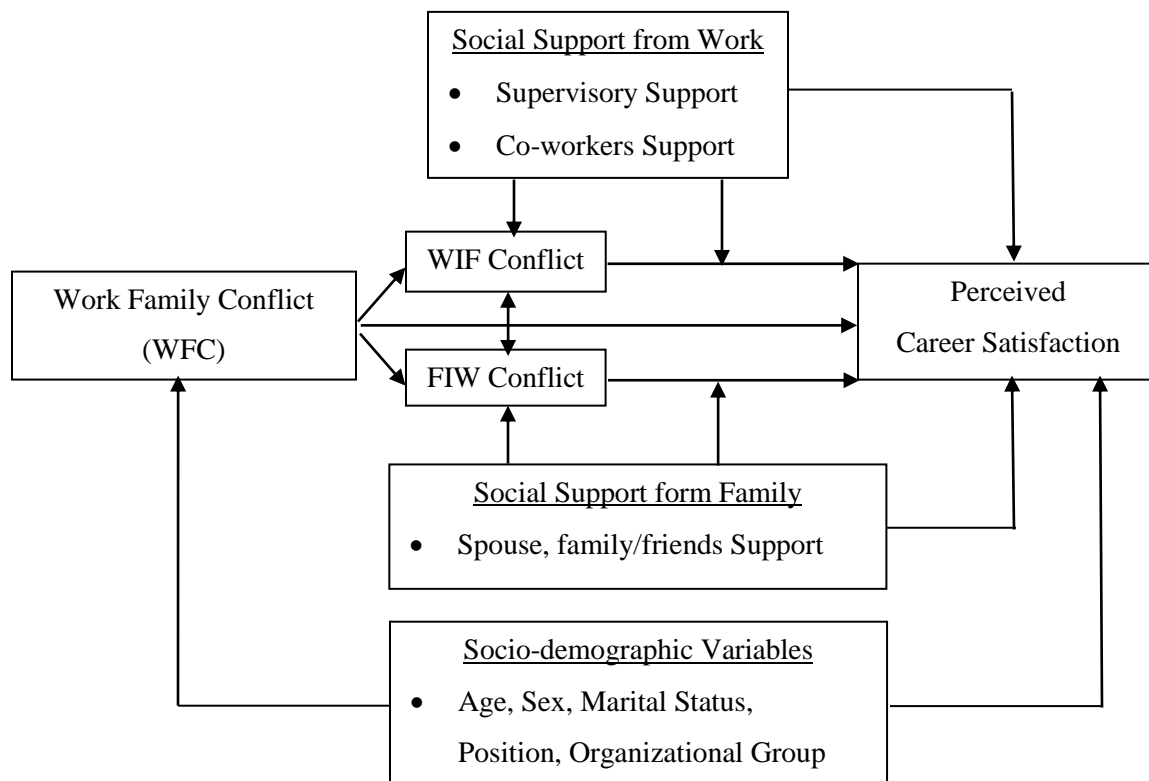 Social Support from Work
• Supervisory Support
• Co-workers Support
WIF Conflict
Work Family Conflict
(WFC)
Perceived
Career Satisfaction
FIW Conflict
Social Support form Family
• Spouse, family/friends Support
Socio-demographic Variables
• Age, Sex, Marital Status,
Position, Organizational Group